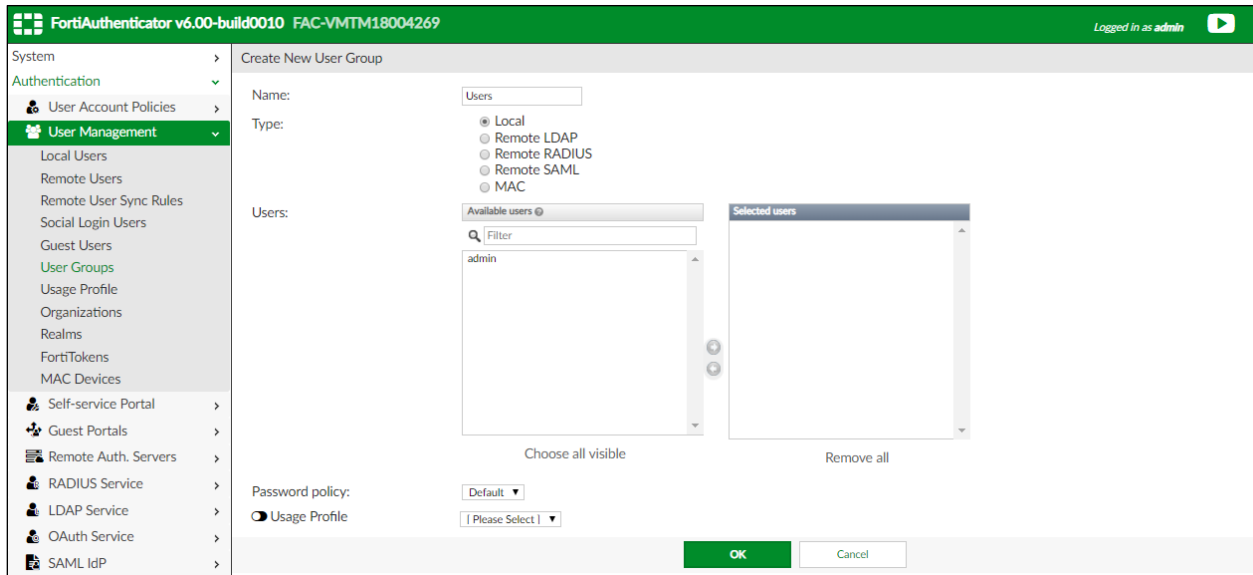 FortiAuthenticator v6.00-build0010 FAC-VMTM18004269
Logged in as admin
System
Authentication
User Account Policies
User Management
Local Users
Remote Users
Remote User Sync Rules
Social Login Users
Guest Users
User Groups
Usage Profile
Organizations
Realms
FortiTokens
MAC Devices
Self-service Portal
Guest Portals
Remote Auth. Servers
RADIUS Service
LDAP Service
OAuth Service
SAML IdP
Create New User Group
Name:
Users
Type:
Local
Remote LDAP
Remote RADIUS
Remote SAML
MAC
Users:
Available users
Filter
admin
Choose all visible
Selected users
Remove all
Password policy:
Default
Usage Profile
[ Please Select ]
OK
Cancel